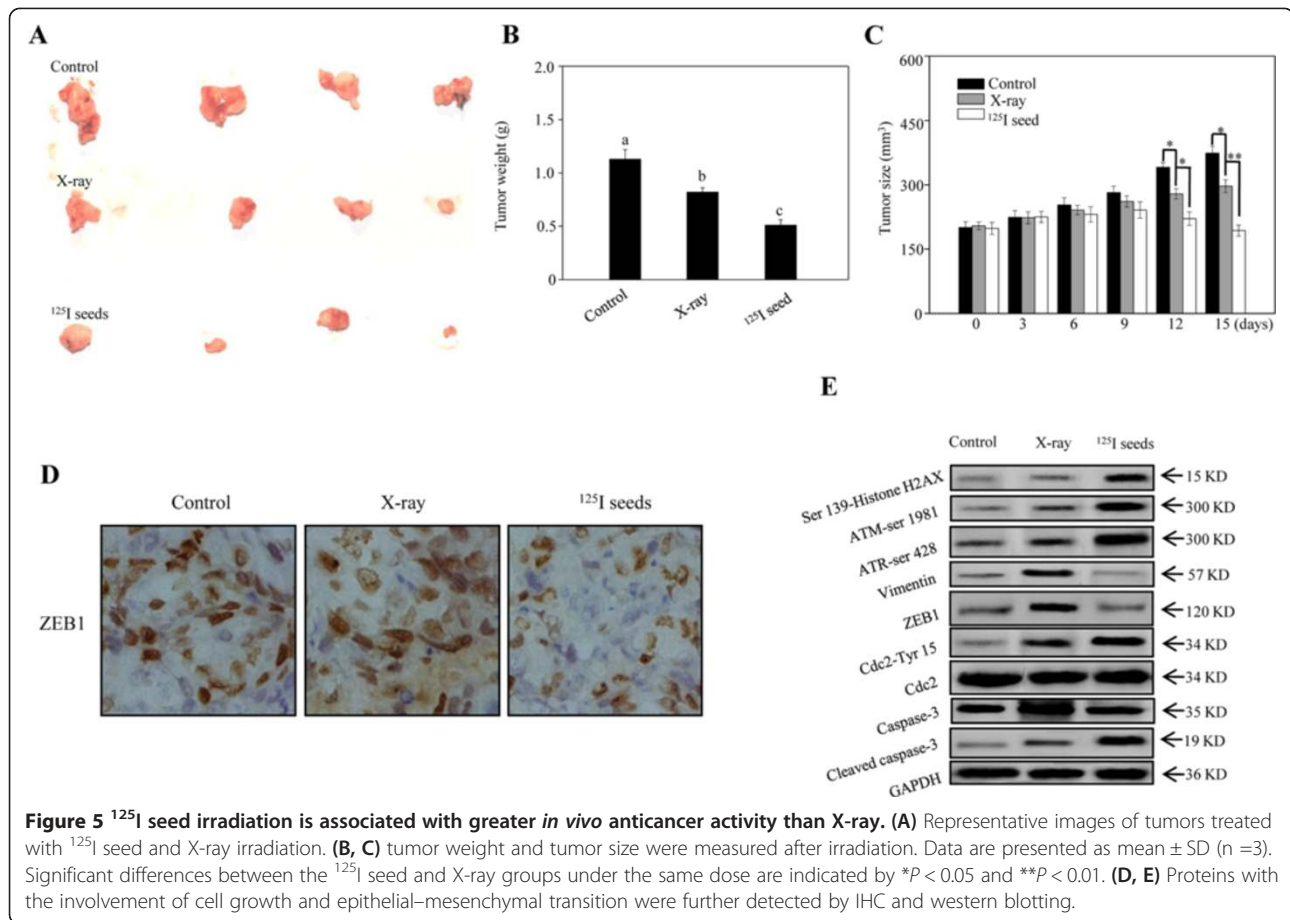 A
Control
X-ray
¹²⁵I seeds
B
Tumor weight (g)
2.0
1.5
1.0
0.5
0
a
b
c
Control
X-ray
¹²⁵I seed
C
Tumor size (mm³)
600
450
300
150
0
Control
X-ray
¹²⁵I seed
*
*
*
**
0 3 6 9 12 15 (days)
D
Control X-ray ¹²⁵I seeds
ZEB1
E
Control X-ray ¹²⁵I seeds
Ser 139-Histone H2AX ←15 KD
ATM-ser 1981 ←300 KD
ATR-ser 428 ←300 KD
Vimentin ←57 KD
ZEB1 ←120 KD
Cdc2-Tyr 15 ←34 KD
Cdc2 ←34 KD
Caspase-3 ←35 KD
Cleaved caspase-3 ←19 KD
GAPDH ←36 KD
Figure 5 ¹²⁵I seed irradiation is associated with greater in vivo anticancer activity than X-ray. (A) Representative images of tumors treated
with ¹²⁵I seed and X-ray irradiation. (B, C) tumor weight and tumor size were measured after irradiation. Data are presented as mean ± SD (n =3).
Significant differences between the ¹²⁵I seed and X-ray groups under the same dose are indicated by *P < 0.05 and **P < 0.01. (D, E) Proteins with
the involvement of cell growth and epithelial–mesenchymal transition were further detected by IHC and western blotting.